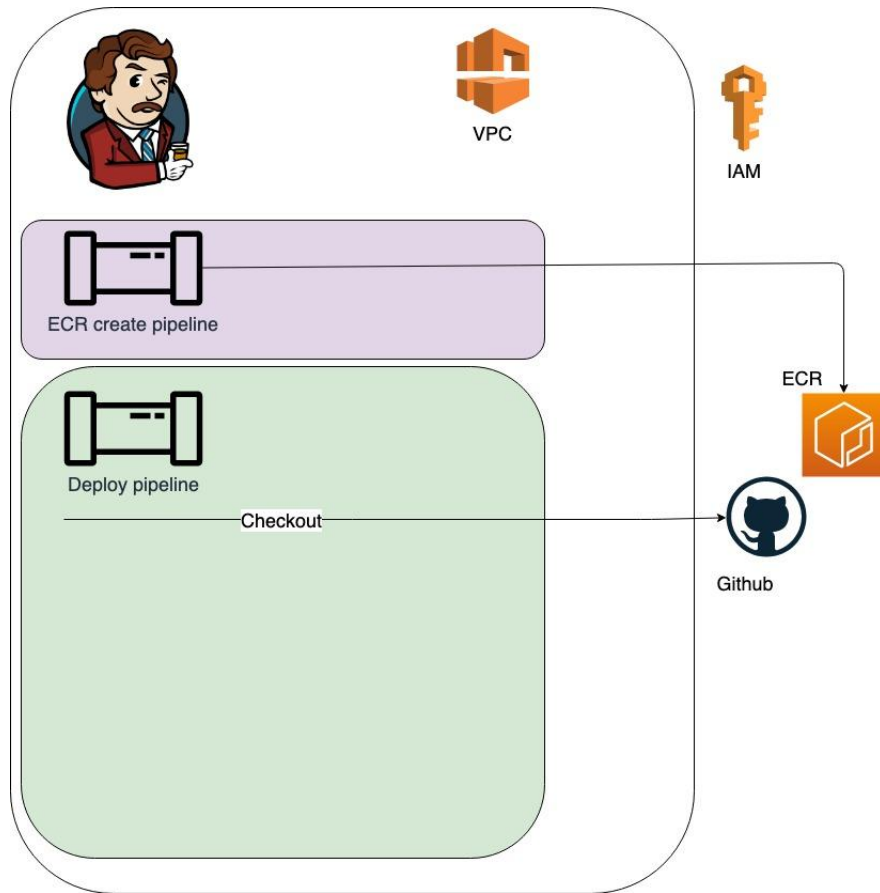 VPC
IAM
ECR create pipeline
ECR
Deploy pipeline
Checkout
Github